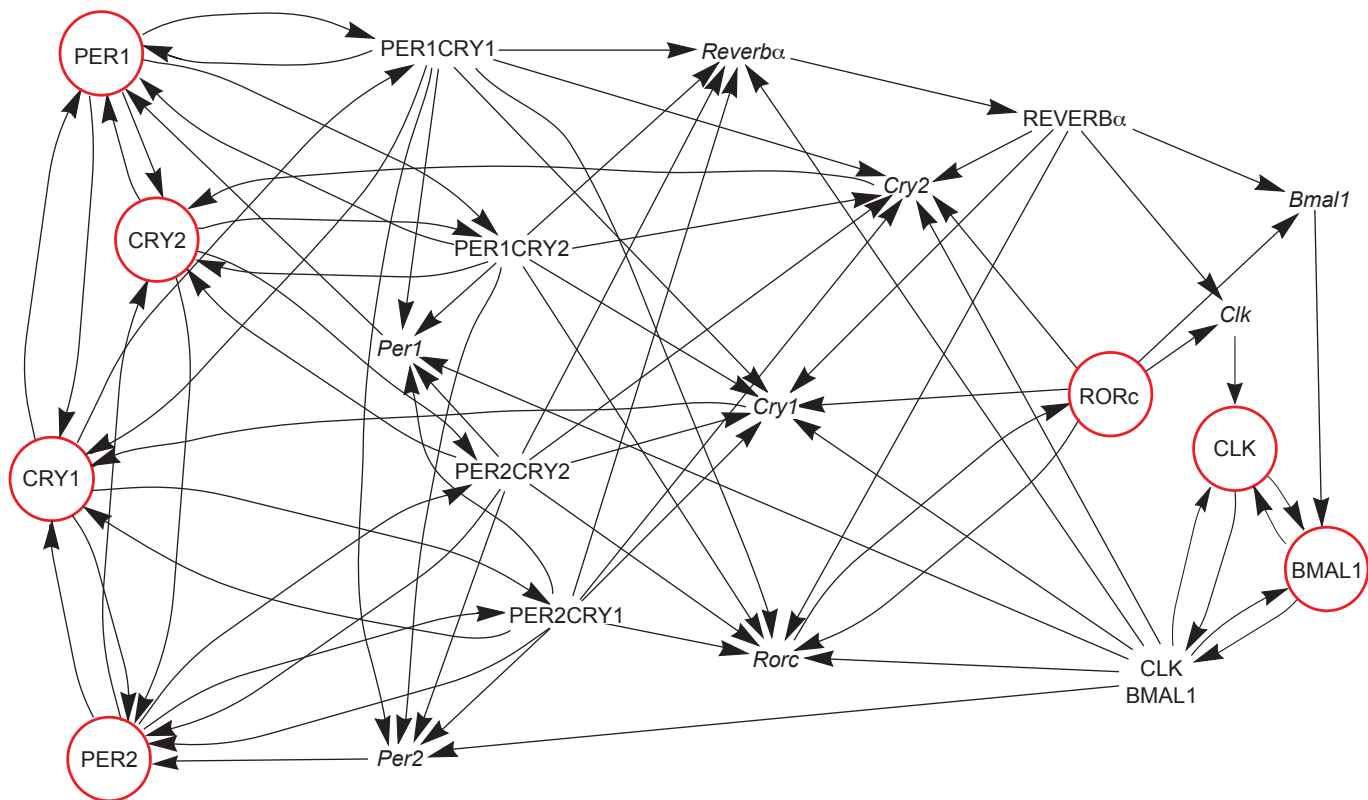 PER1
PER1CRY1
Reverbα
REVERBα
Cry2
Bmal1
CRY2
PER1CRY2
Clk
Per1
RORc
Cry1
CLK
CRY1
PER2CRY2
BMAL1
PER2CRY1
Rorc
CLK
BMAL1
PER2
Per2